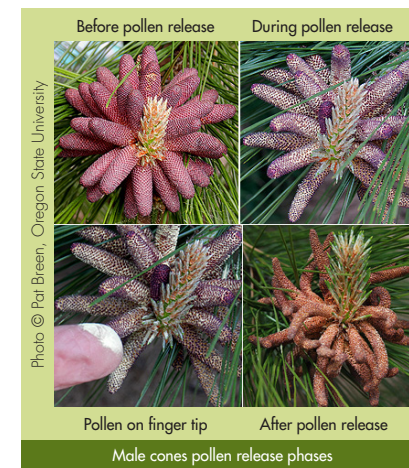 Before pollen release
During pollen release
Photo © Pat Breen, Oregon State University
Pollen on finger tip
After pollen release
Male cones pollen release phases